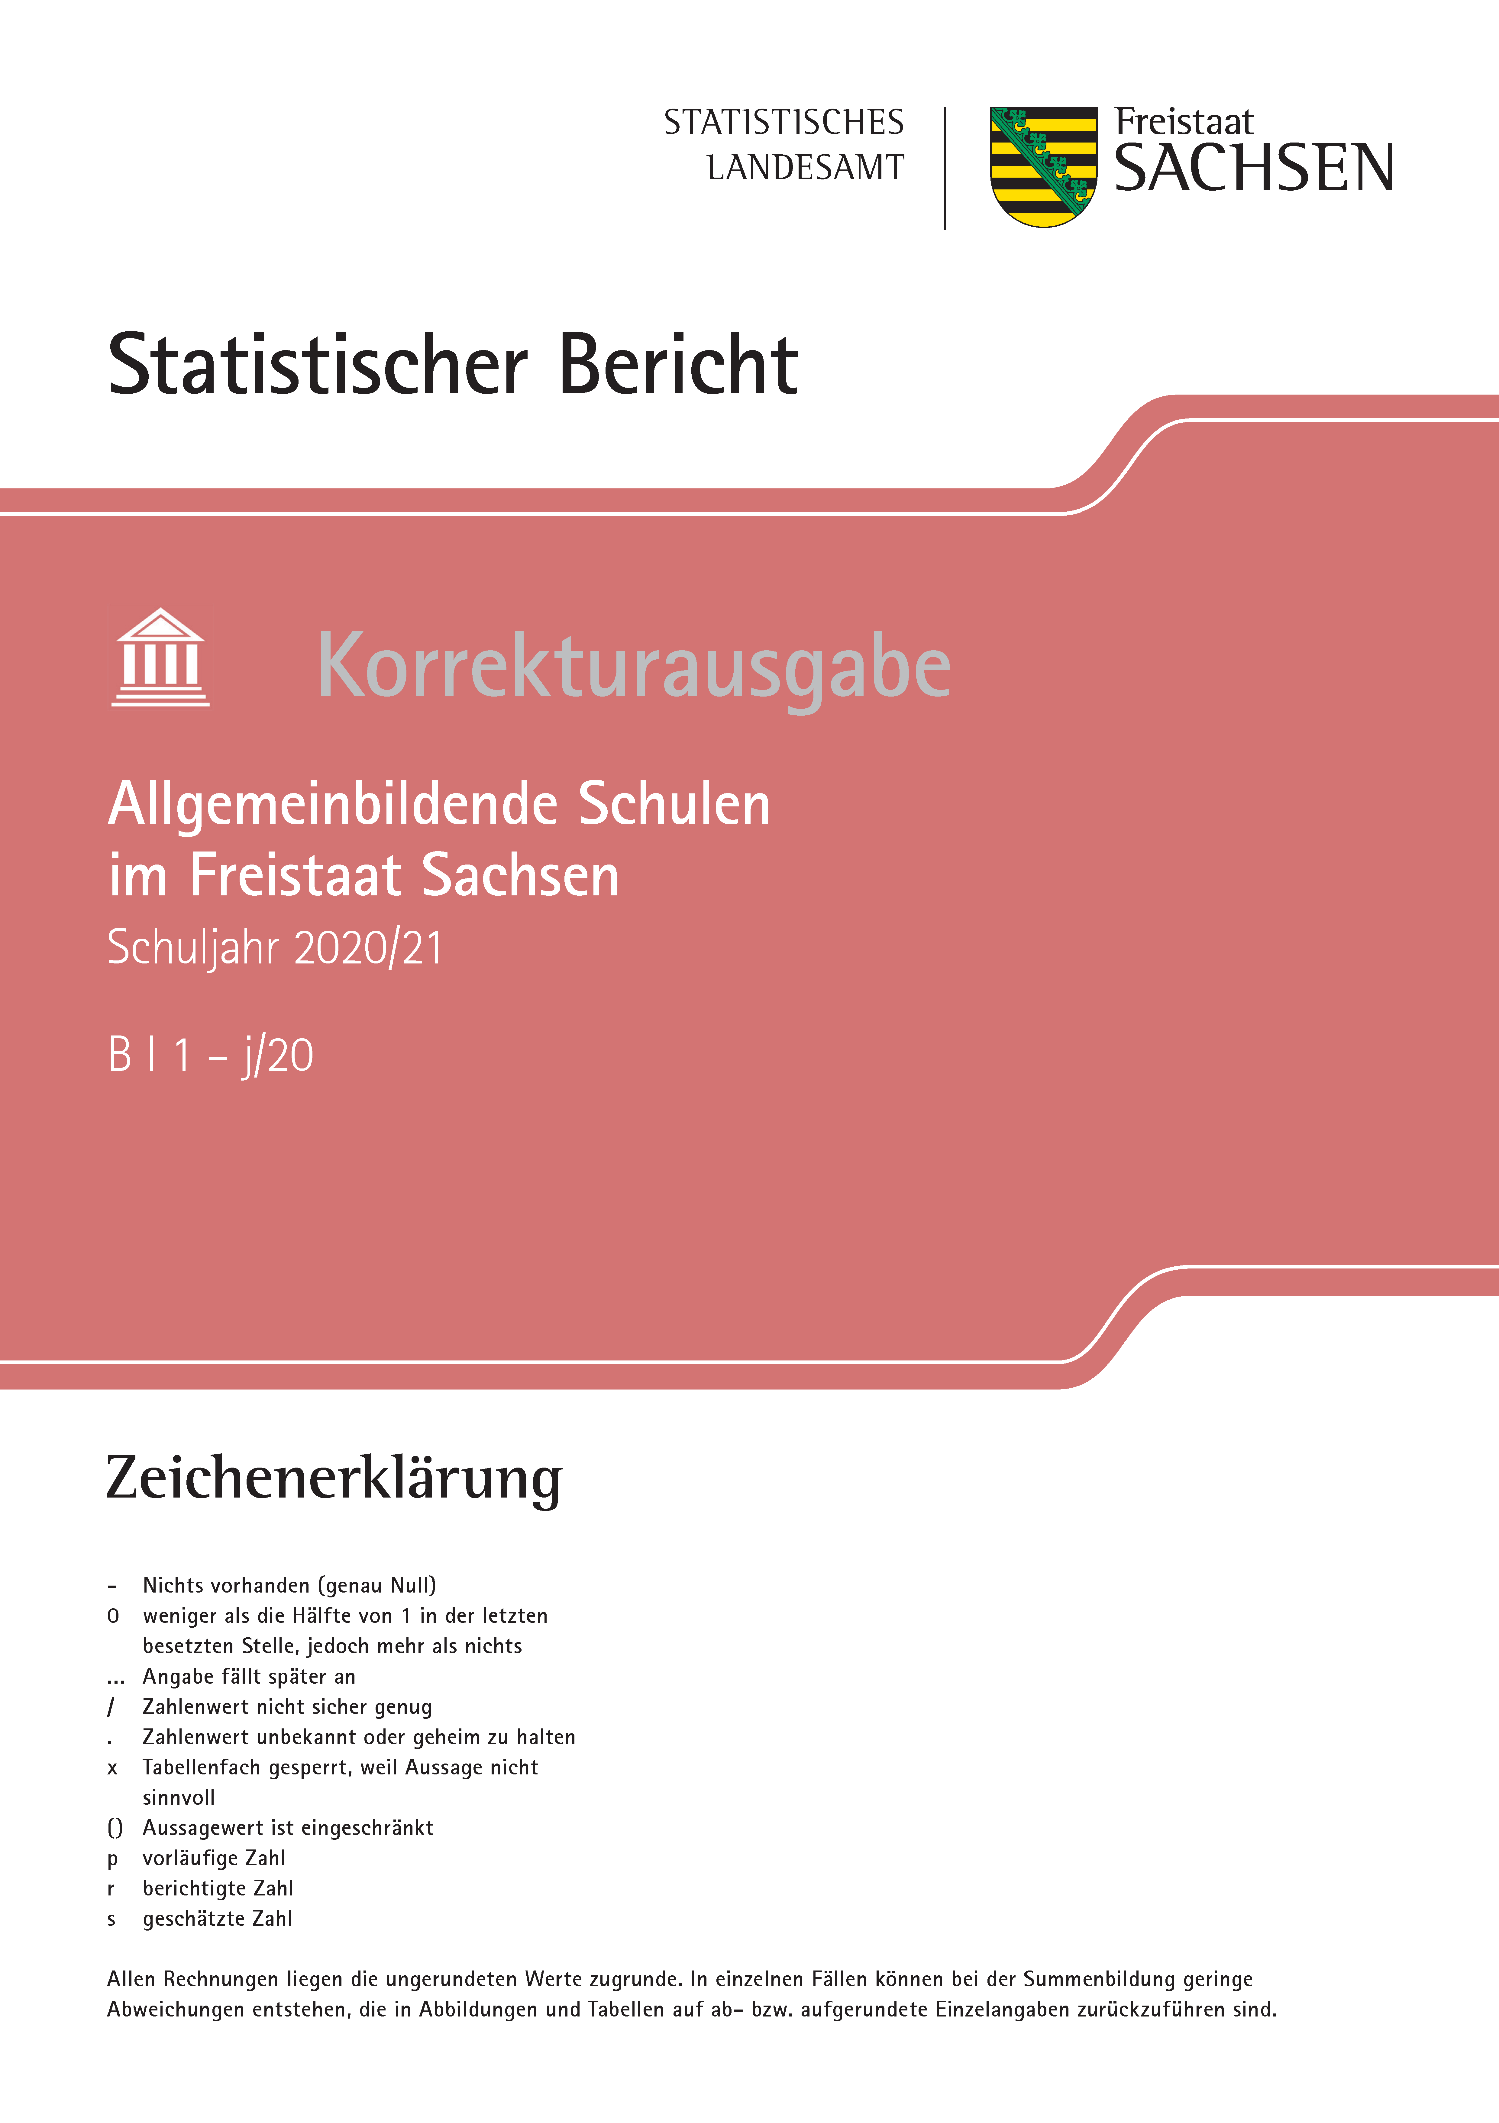 STATISTISCHES
LANDESAMT
Freistaat
SACHSEN
Statistischer Bericht
Korrekturausgabe
Allgemeinbildende Schulen
im Freistaat Sachsen
Schuljahr 2020/21
B I 1 – j/20
Zeichenerklärung
- Nichts vorhanden (genau Null)
0 weniger als die Hälfte von 1 in der letzten
besetzten Stelle, jedoch mehr als nichts
... Angabe fällt später an
/ Zahlenwert nicht sicher genug
. Zahlenwert unbekannt oder geheim zu halten
x Tabellenfach gesperrt, weil Aussage nicht
sinnvoll
() Aussagewert ist eingeschränkt
p vorläufige Zahl
r berichtigte Zahl
s geschätzte Zahl
Allen Rechnungen liegen die ungerundeten Werte zugrunde. In einzelnen Fällen können bei der Summenbildung geringe
Abweichungen entstehen, die in Abbildungen und Tabellen auf ab- bzw. aufgerundete Einzelangaben zurückzuführen sind.